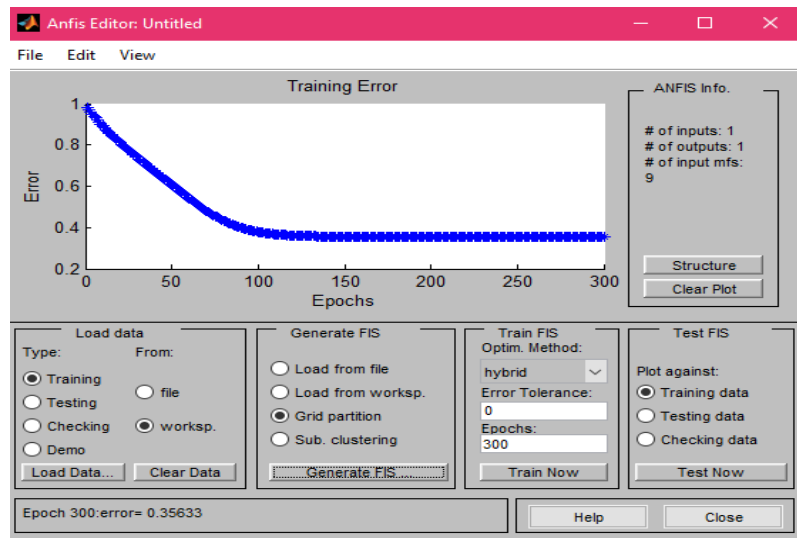 Anfis Editor: Untitled
File Edit View
Training Error
1
0.8
0.6
0.4
0.2
Error
0 50 100 150 200 250 300
Epochs
ANFIS Info.
# of inputs: 1
# of outputs: 1
# of input mfs:
9
Structure
Clear Plot
Load data
Type: From:
Training
Testing
Checking
Demo
file
worksp.
Load Data... Clear Data
Generate FIS
Load from file
Load from worksp.
Grid partition
Sub. clustering
Generate FIS ...
Train FIS
Optim. Method:
hybrid
Error Tolerance:
0
Epochs:
300
Train Now
Test FIS
Plot against:
Training data
Testing data
Checking data
Test Now
Epoch 300:error= 0.35633
Help Close